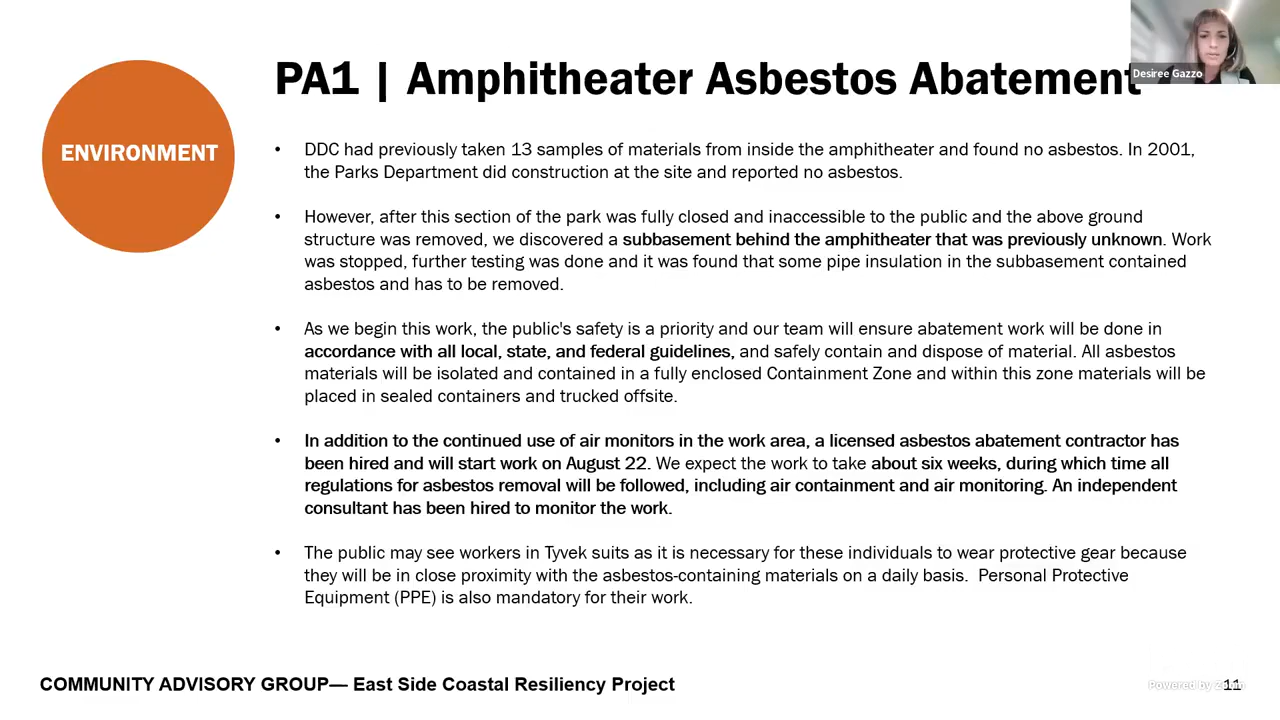 Desiree Gazzo
PA1 | Amphitheater Asbestos Abatement
ENVIRONMENT
• DDC had previously taken 13 samples of materials from inside the amphitheater and found no asbestos. In 2001,
the Parks Department did construction at the site and reported no asbestos.
• However, after this section of the park was fully closed and inaccessible to the public and the above ground
structure was removed, we discovered a subbasement behind the amphitheater that was previously unknown. Work
was stopped, further testing was done and it was found that some pipe insulation in the subbasement contained
asbestos and has to be removed.
• As we begin this work, the public's safety is a priority and our team will ensure abatement work will be done in
accordance with all local, state, and federal guidelines, and safely contain and dispose of material. All asbestos
materials will be isolated and contained in a fully enclosed Containment Zone and within this zone materials will be
placed in sealed containers and trucked offsite.
• In addition to the continued use of air monitors in the work area, a licensed asbestos abatement contractor has
been hired and will start work on August 22. We expect the work to take about six weeks, during which time all
regulations for asbestos removal will be followed, including air containment and air monitoring. An independent
consultant has been hired to monitor the work.
• The public may see workers in Tyvek suits as it is necessary for these individuals to wear protective gear because
they will be in close proximity with the asbestos-containing materials on a daily basis. Personal Protective
Equipment (PPE) is also mandatory for their work.
COMMUNITY ADVISORY GROUP— East Side Coastal Resiliency Project
Powered by Zoom
11